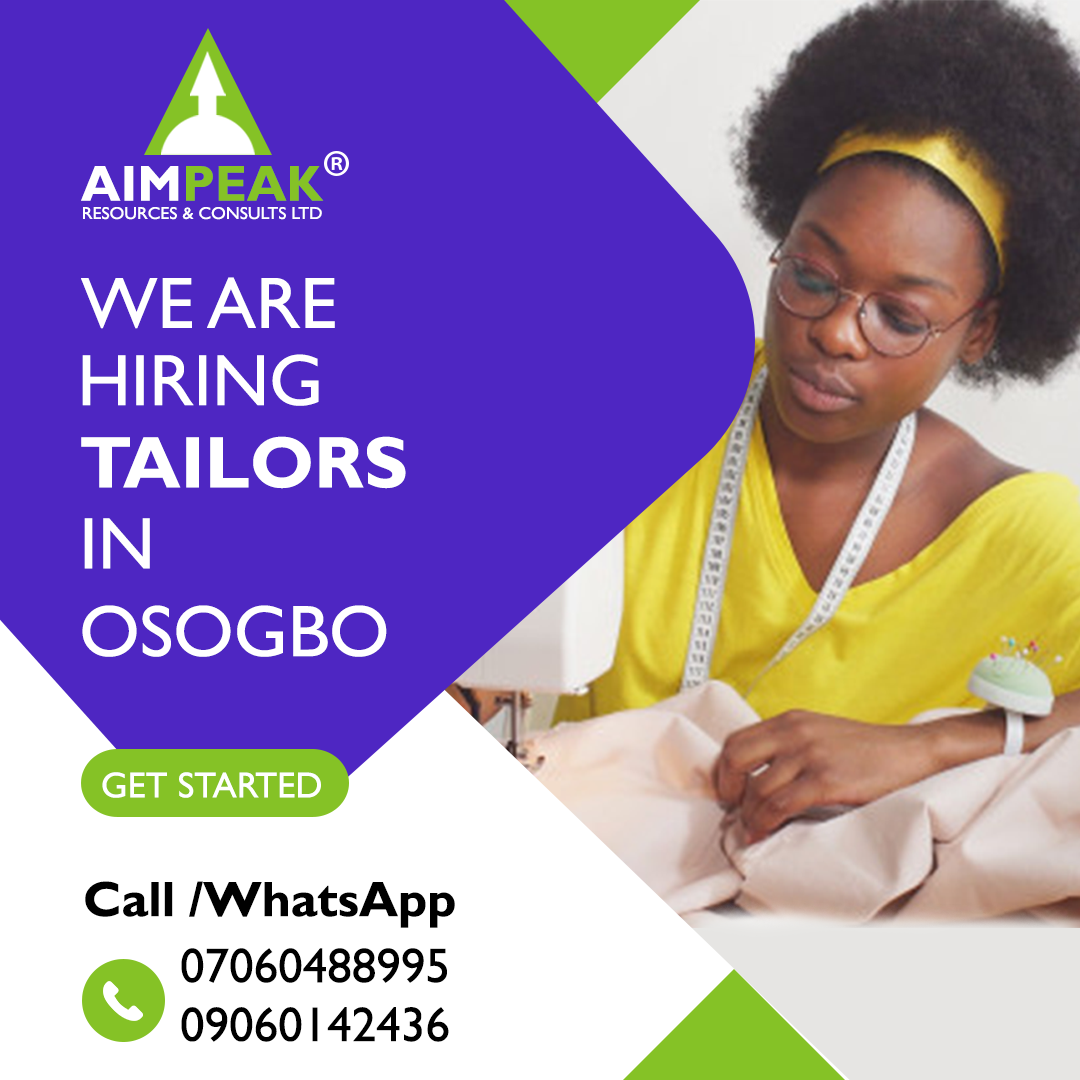 AIMPEAK®
RESOURCES & CONSULTS LTD
WE ARE
HIRING
TAILORS
IN
OSOGBO
GET STARTED
Call /WhatsApp
07060488995
09060142436